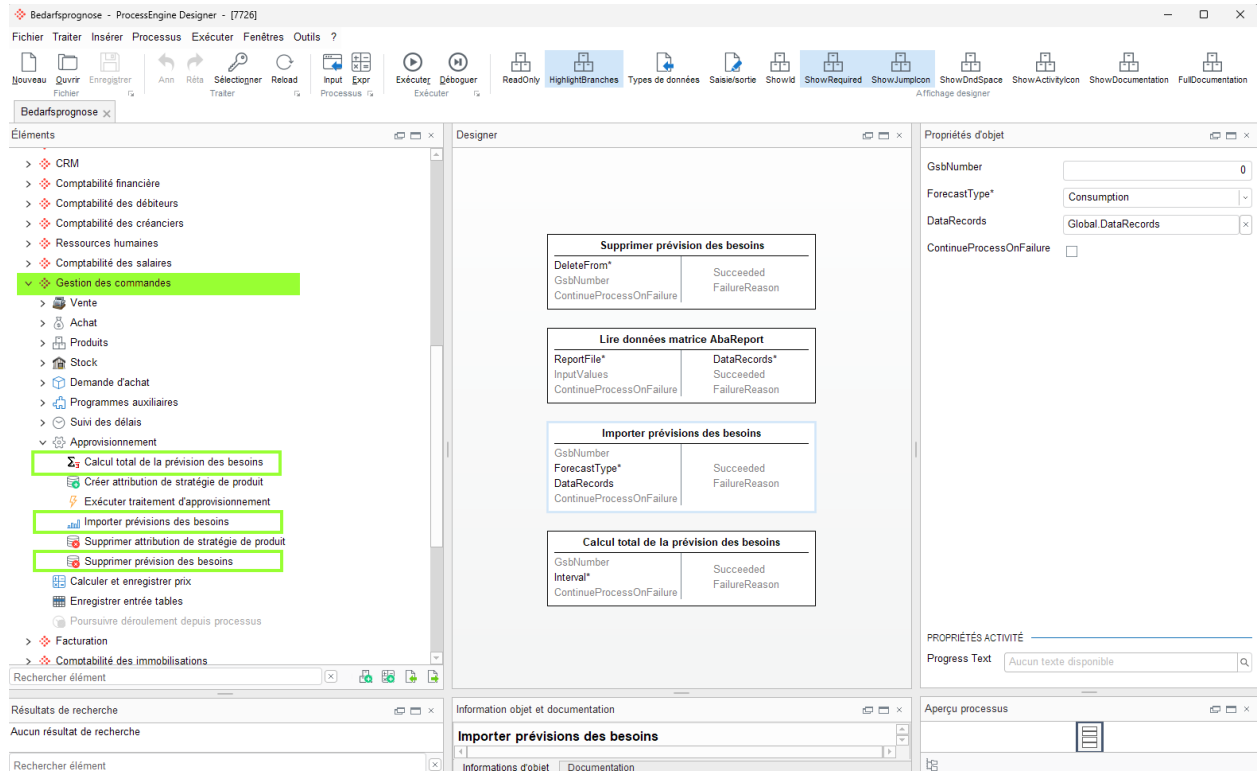 Bedarfsprognose - ProcessEngine Designer - [7726]
Fichier Traiter Insérer Processus Exécuter Fenêtres Outils ?
Nouveau Ouvrir Enregistrer Ann Réta Sélectionner Reload Input Expr Exécuter Déboguer ReadOnly HighlightBranches Types de données Saisie/sortie ShowId ShowRequired ShowJumpIcon ShowDndSpace ShowActivityIcon ShowDocumentation FullDocumentation
Fichier Traiter Processus Exécuter Affichage designer
Bedarfsprognose
Éléments
CRM
Comptabilité financière
Comptabilité des débiteurs
Comptabilité des créanciers
Ressources humaines
Comptabilité des salaires
Gestion des commandes
Vente
Achat
Produits
Stock
Demande d'achat
Programmes auxiliaires
Suivi des délais
Approvisionnement
Calcul total de la prévision des besoins
Créer attribution de stratégie de produit
Exécuter traitement d'approvisionnement
Importer prévisions des besoins
Supprimer attribution de stratégie de produit
Supprimer prévision des besoins
Calculer et enregistrer prix
Enregistrer entrée tables
Poursuivre déroulement depuis processus
Facturation
Comptabilité des immobilisations
Rechercher élément
Résultats de recherche
Aucun résultat de recherche
Rechercher élément
Designer
Supprimer prévision des besoins
DeleteFrom*
GsbNumber
ContinueProcessOnFailure
Succeeded
FailureReason
Lire données matrice AbaReport
ReportFile*
InputValues
ContinueProcessOnFailure
DataRecords*
Succeeded
FailureReason
Importer prévisions des besoins
GsbNumber
ForecastType*
DataRecords
ContinueProcessOnFailure
Succeeded
FailureReason
Calcul total de la prévision des besoins
GsbNumber
Interval*
ContinueProcessOnFailure
Succeeded
FailureReason
Information objet et documentation
Importer prévisions des besoins
Informations d'objet Documentation
Propriétés d'objet
GsbNumber 0
ForecastType* Consumption
DataRecords Global.DataRecords
ContinueProcessOnFailure
PROPRIÉTÉS ACTIVITÉ
Progress Text Aucun texte disponible
Aperçu processus